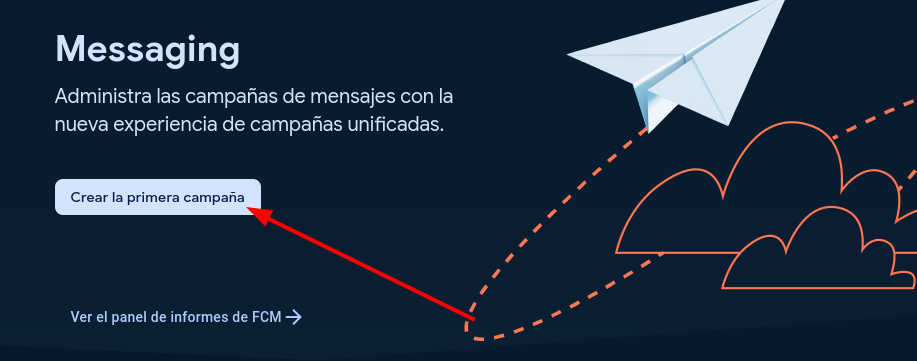 Messaging
Administra las campañas de mensajes con la
nueva experiencia de campañas unificadas.
Crear la primera campaña
Ver el panel de informes de FCM